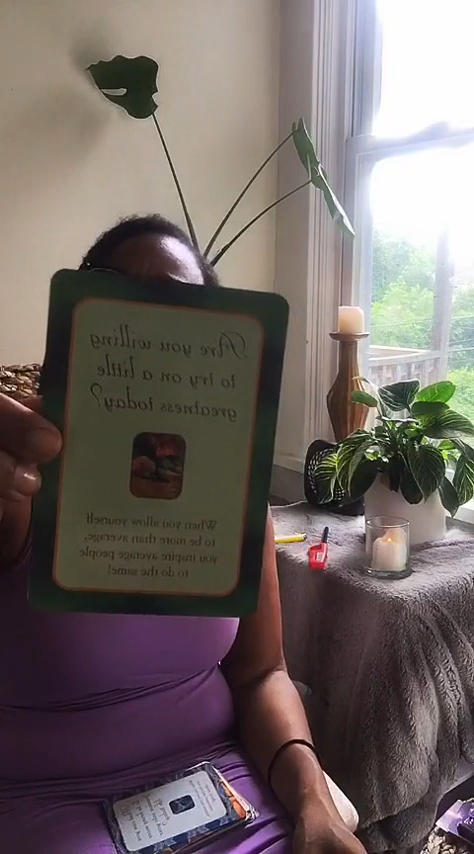 Are you willing
to try on a little
greatness today?
When you allow yourself
to be more than average,
you inspire average people
to do the same!